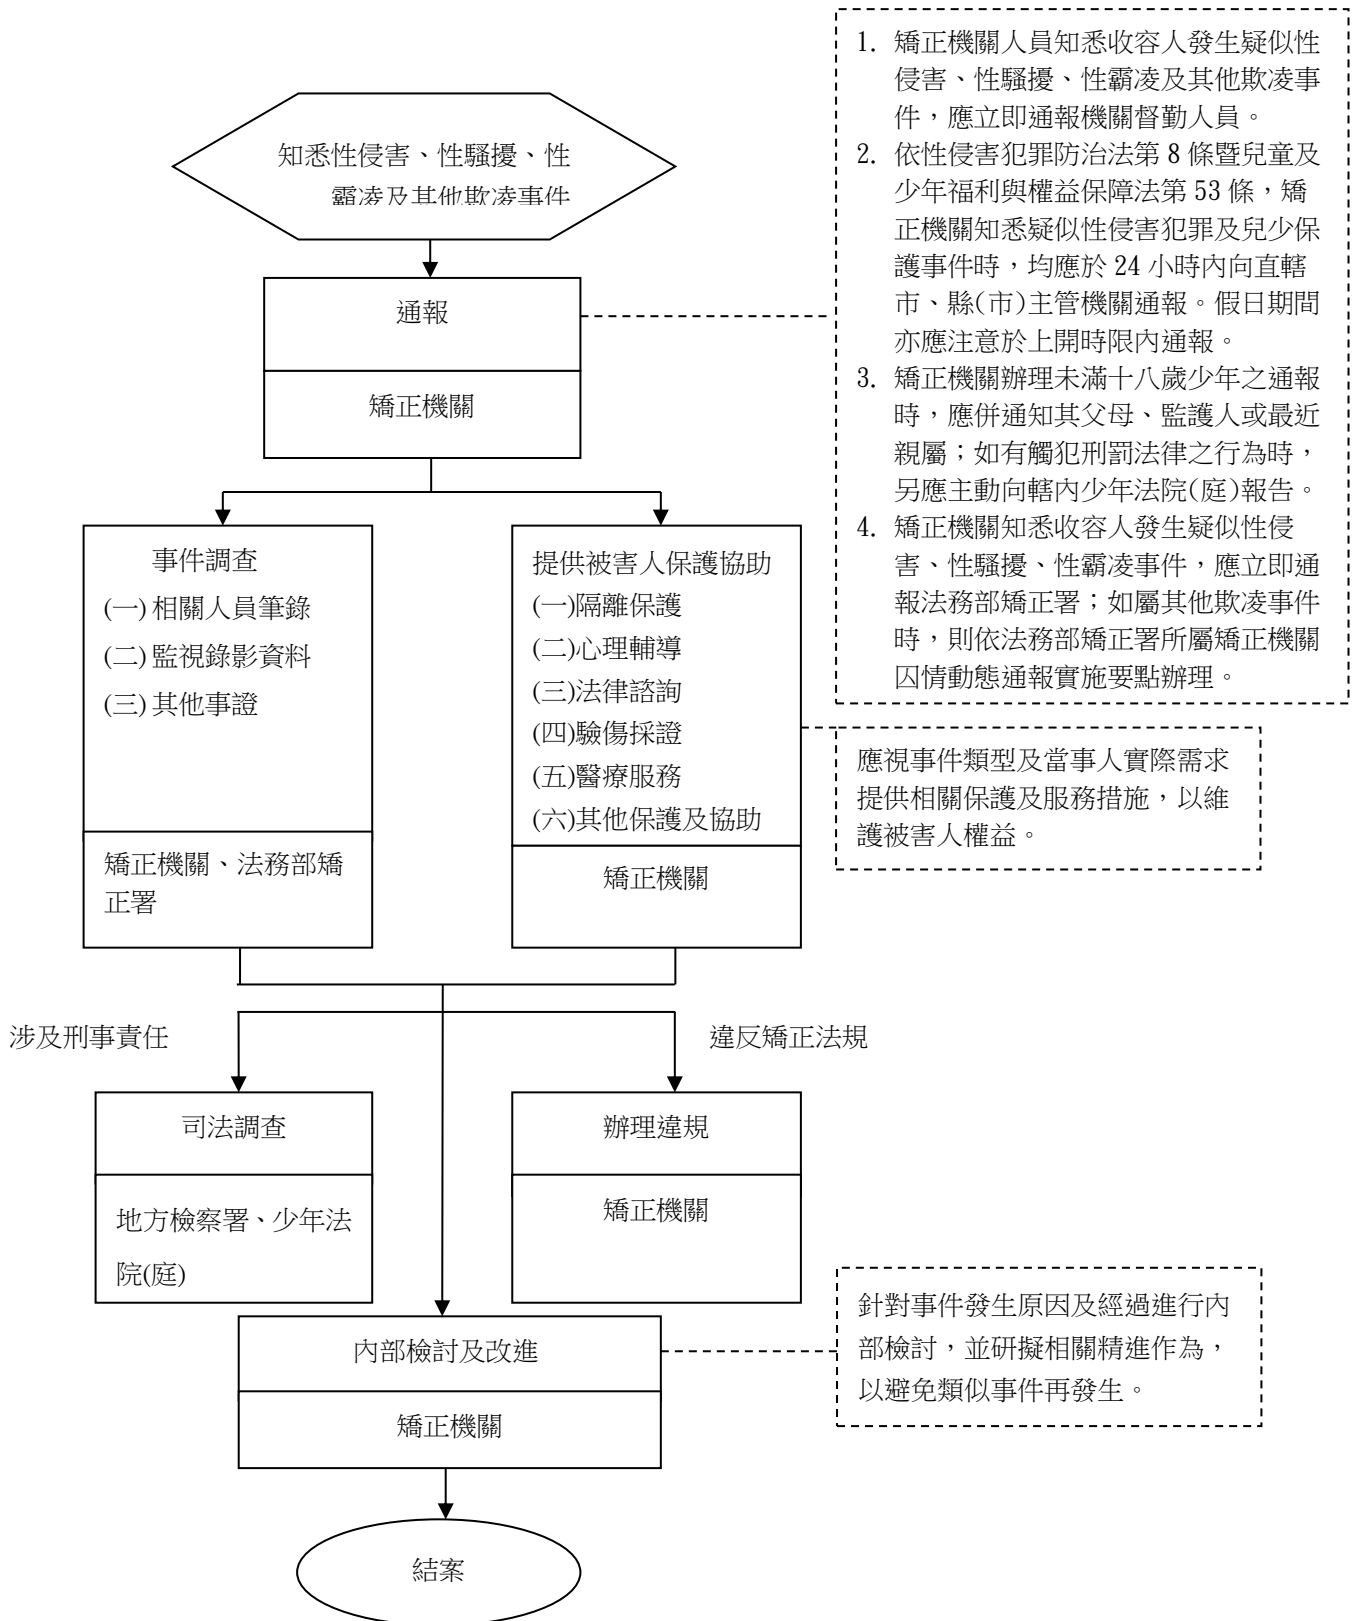 知悉性侵害、性騷擾、性
霸凌及其他欺凌事件
通報
矯正機關
1. 矯正機關人員知悉收容人發生疑似性
侵害、性騷擾、性霸凌及其他欺凌事
件，應立即通報機關督勤人員。
2. 依性侵害犯罪防治法第 8 條暨兒童及
少年福利與權益保障法第 53 條，矯
正機關知悉疑似性侵害犯罪及兒少保
護事件時，均應於 24 小時內向直轄
市、縣(市)主管機關通報。假日期間
亦應注意於上開時限內通報。
3. 矯正機關辦理未滿十八歲少年之通報
時，應併通知其父母、監護人或最近
親屬；如有觸犯刑罰法律之行為時，
另應主動向轄內少年法院(庭)報告。
4. 矯正機關知悉收容人發生疑似性侵
害、性騷擾、性霸凌事件，應立即通
報法務部矯正署；如屬其他欺凌事件
時，則依法務部矯正署所屬矯正機關
囚情動態通報實施要點辦理。
事件調查
(一)相關人員筆錄
(二)監視錄影資料
(三)其他事證
矯正機關、法務部矯
正署
提供被害人保護協助
(一)隔離保護
(二)心理輔導
(三)法律諮詢
(四)驗傷採證
(五)醫療服務
(六)其他保護及協助
矯正機關
應視事件類型及當事人實際需求
提供相關保護及服務措施，以維
護被害人權益。
涉及刑事責任
違反矯正法規
司法調查
地方檢察署、少年法
院(庭)
辦理違規
矯正機關
內部檢討及改進
矯正機關
針對事件發生原因及經過進行內
部檢討，並研擬相關精進作為，
以避免類似事件再發生。
結案